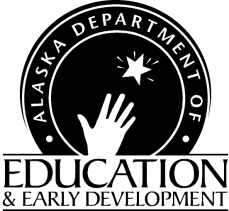 ALASKA DEPARTMENT OF
EDUCATION
& EARLY DEVELOPMENT